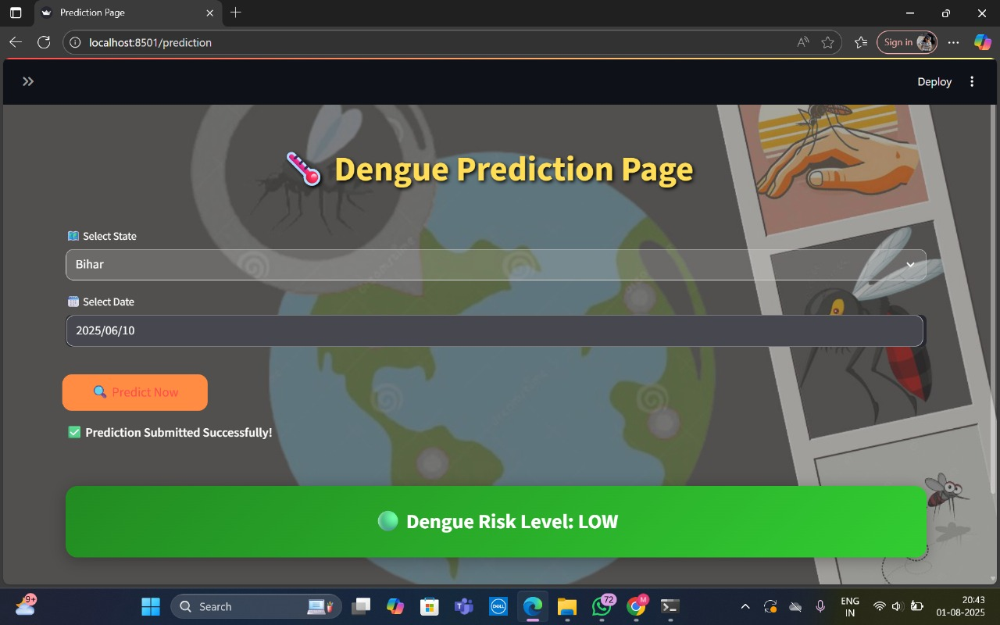 Prediction Page
localhost:8501/prediction
Sign in
Deploy
Dengue Prediction Page
Select State
Bihar
Select Date
2025/06/10
Predict Now
Prediction Submitted Successfully!
Dengue Risk Level: LOW
9+
Search
DELL
72
M
ENG
IN
20:43
01-08-2025